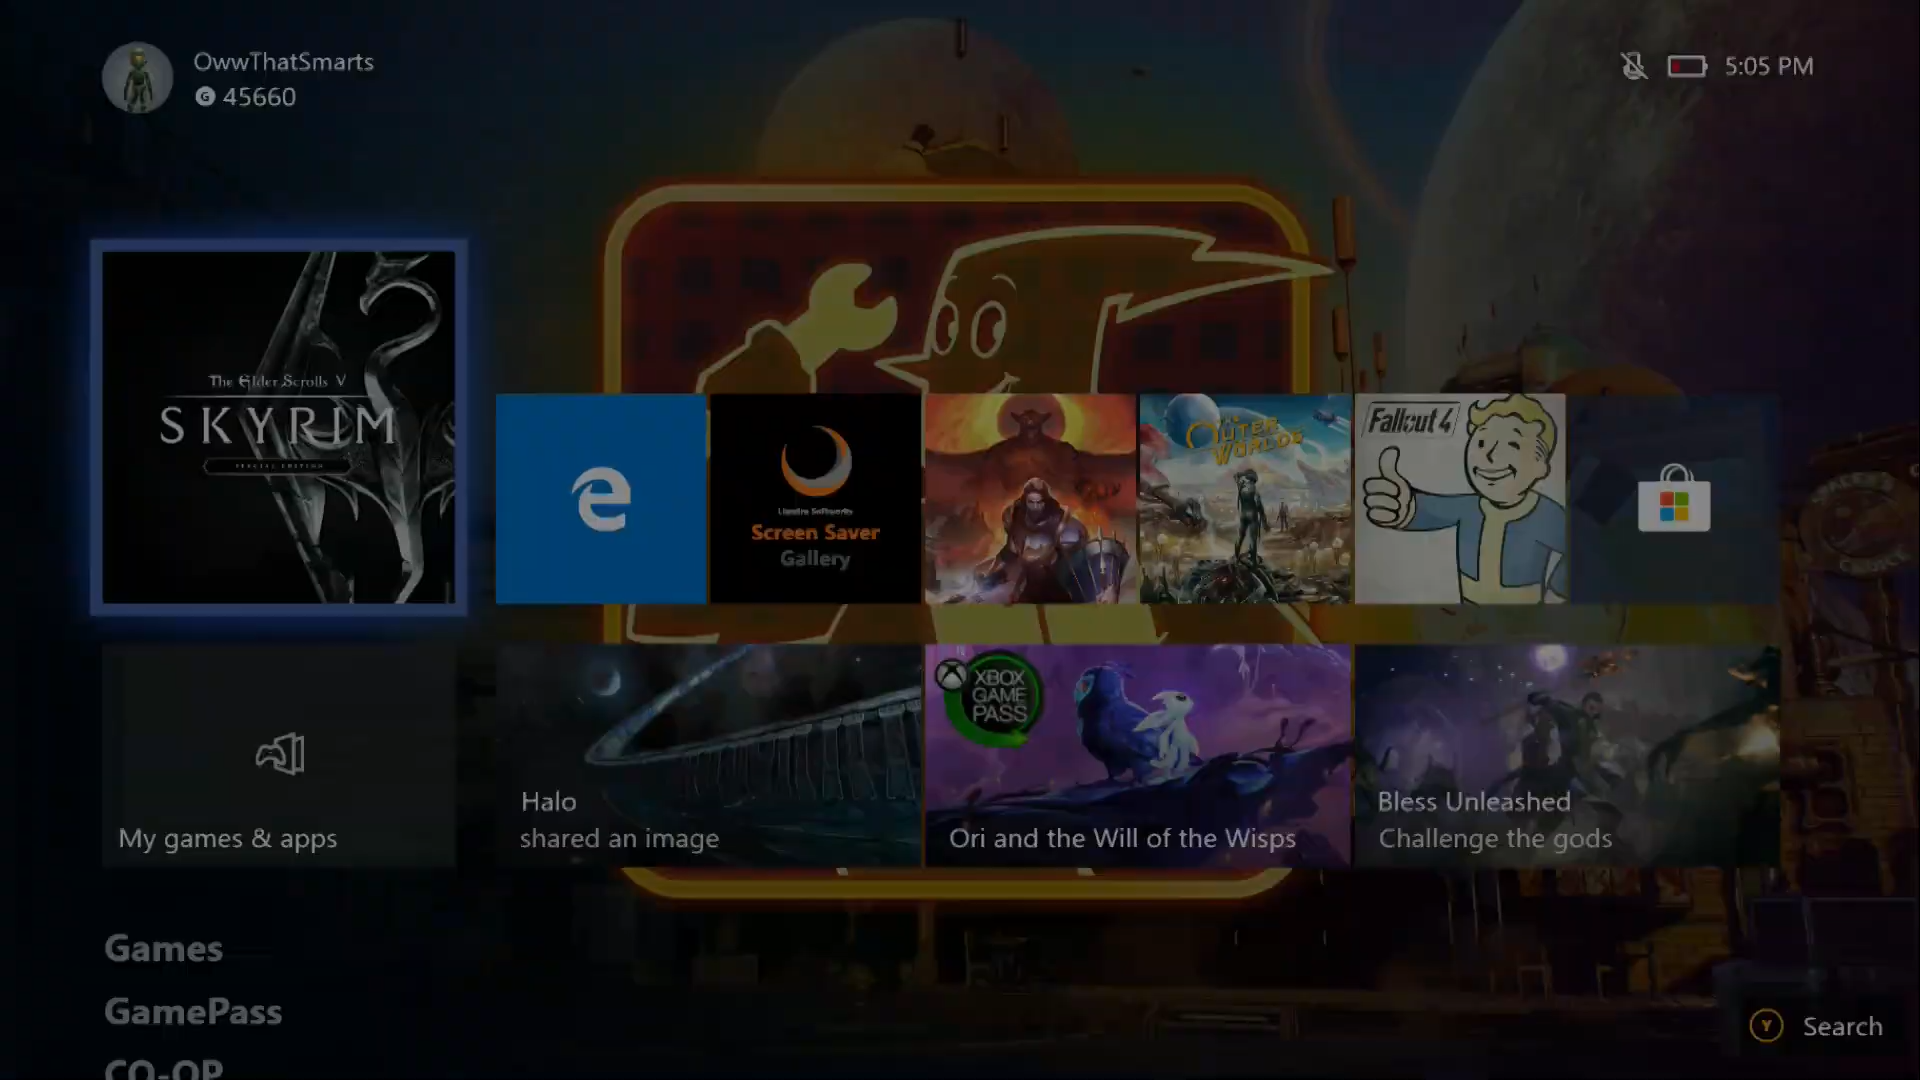 OwwThatSmarts
G 45660
5:05 PM
The Elder Scrolls V
SKYRIM
SPECIAL EDITION
Screen Saver
Gallery
THE
OUTER
WORLDS
Fallout 4
XBOX
GAME
PASS
My games & apps
Halo
shared an image
Ori and the Will of the Wisps
Bless Unleashed
Challenge the gods
Games
GamePass
CO-OP
Y Search